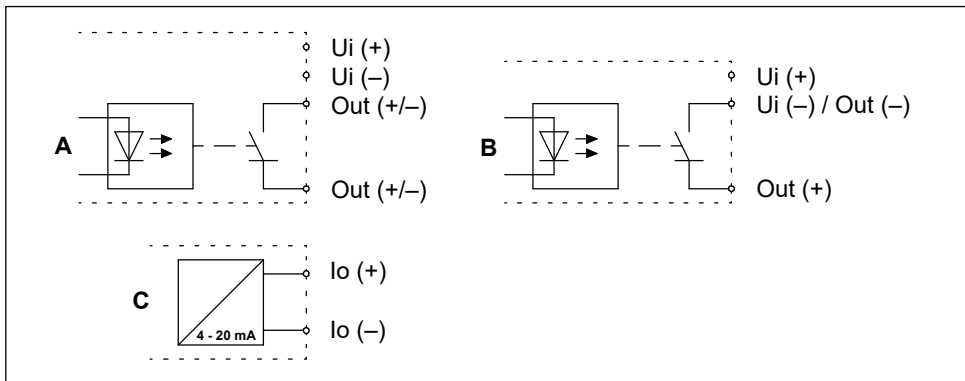 A
Ui (+)
Ui (–)
Out (+/–)
Out (+/–)
B
Ui (+)
Ui (–) / Out (–)
Out (+)
C
4 - 20 mA
Io (+)
Io (–)